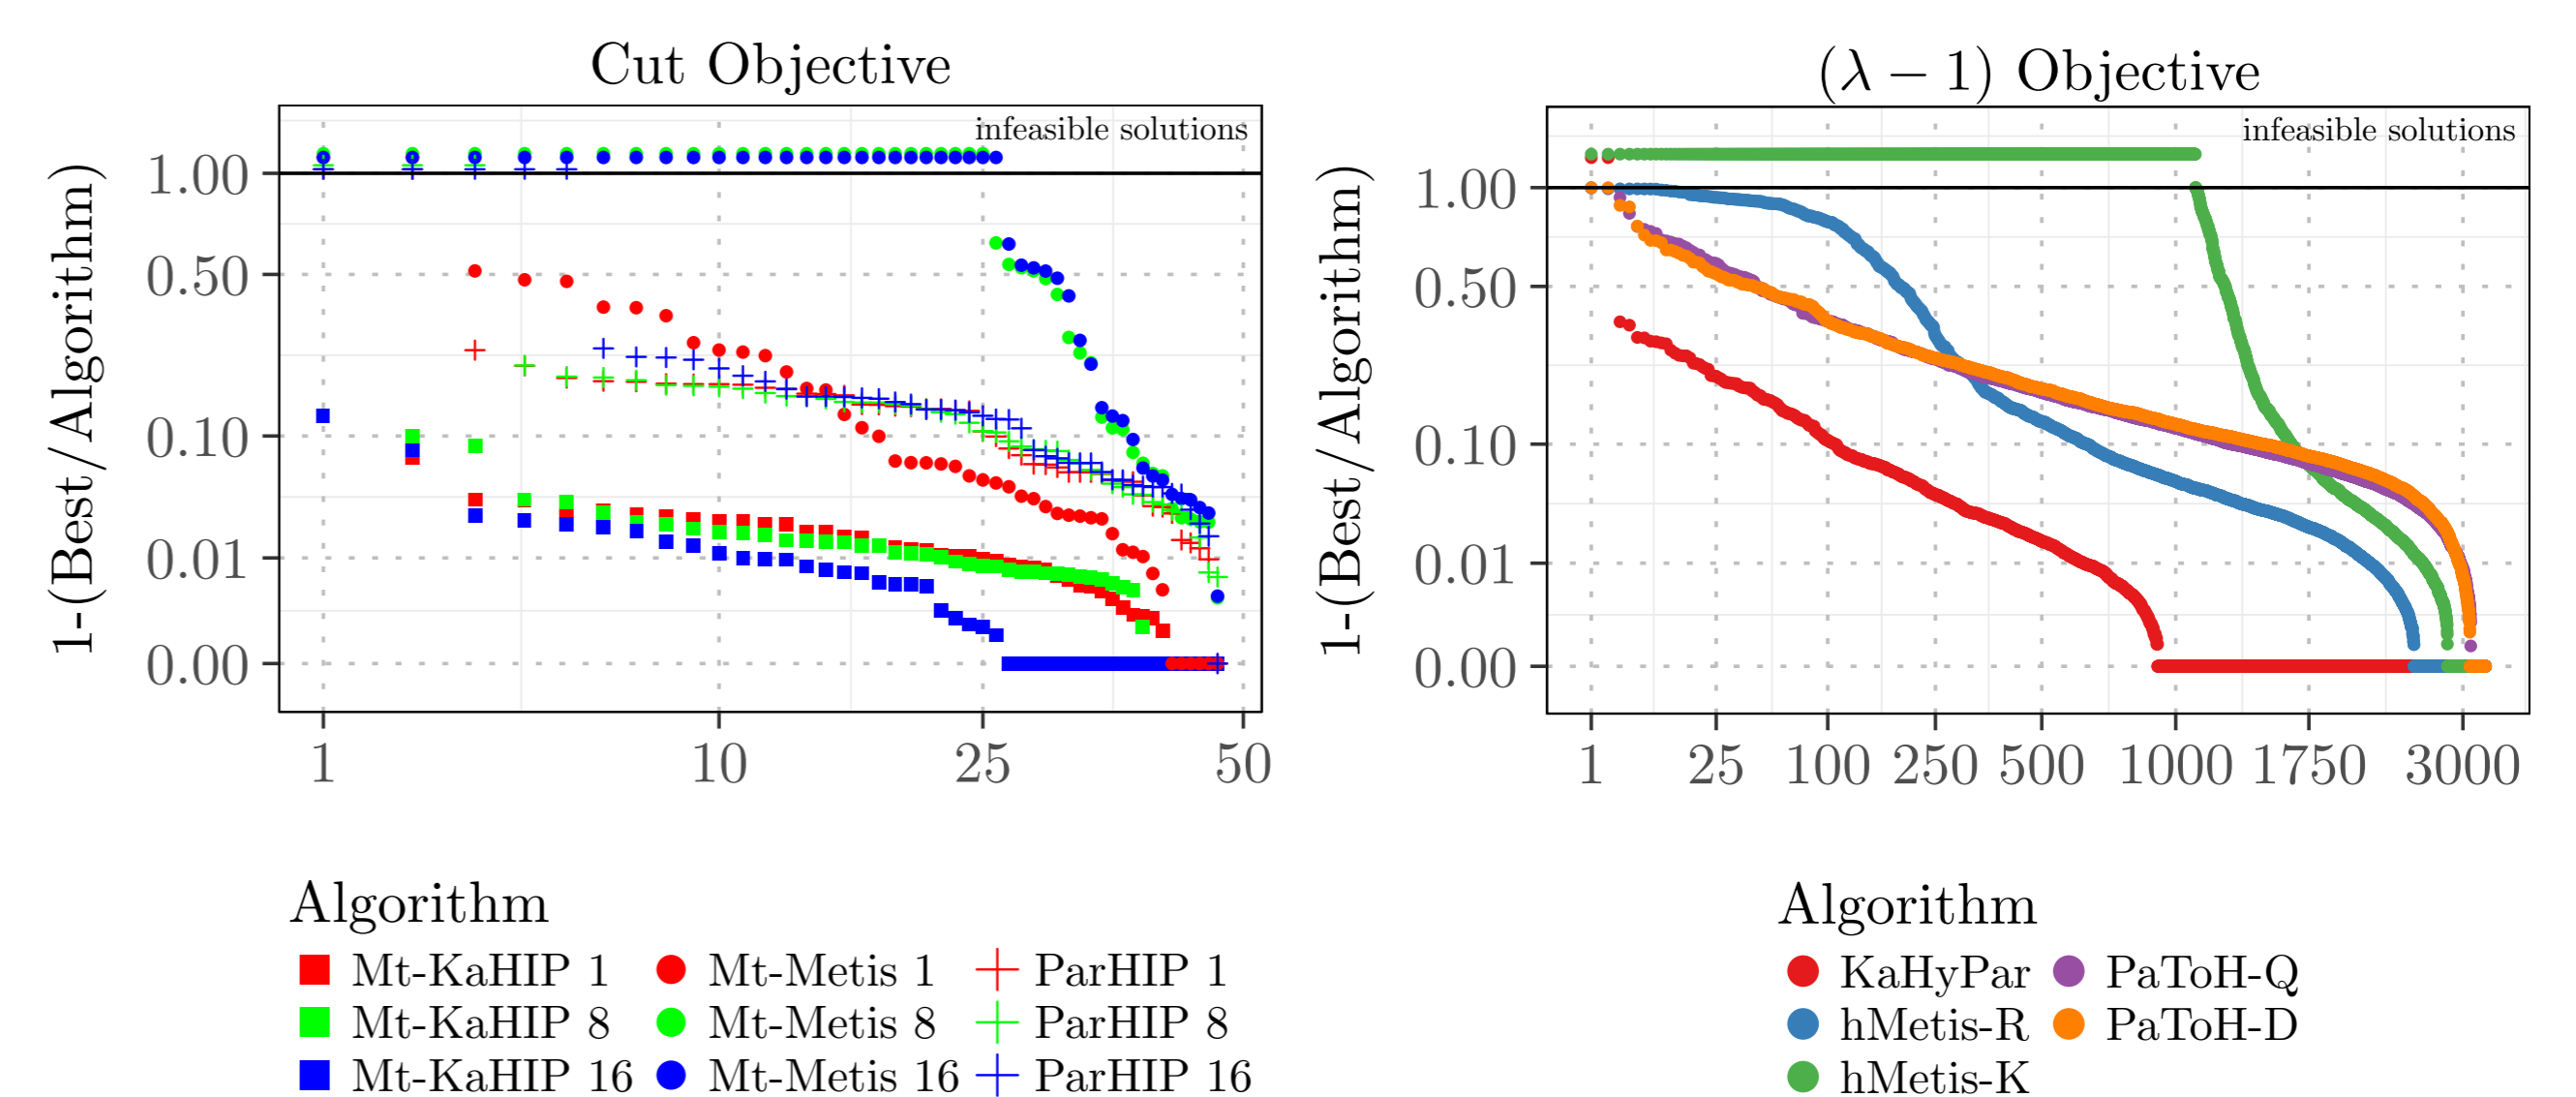 Cut Objective
infeasible solutions
1-(Best/Algorithm)
1.00
0.50
0.10
0.01
0.00
1 10 25 50
Algorithm
Mt-KaHIP 1 Mt-Metis 1 ParHIP 1
Mt-KaHIP 8 Mt-Metis 8 ParHIP 8
Mt-KaHIP 16 Mt-Metis 16 ParHIP 16
(λ − 1) Objective
infeasible solutions
1-(Best/Algorithm)
1.00
0.50
0.10
0.01
0.00
1 25 100 250 500 1000 1750 3000
Algorithm
KaHyPar PaToH-Q
hMetis-R PaToH-D
hMetis-K